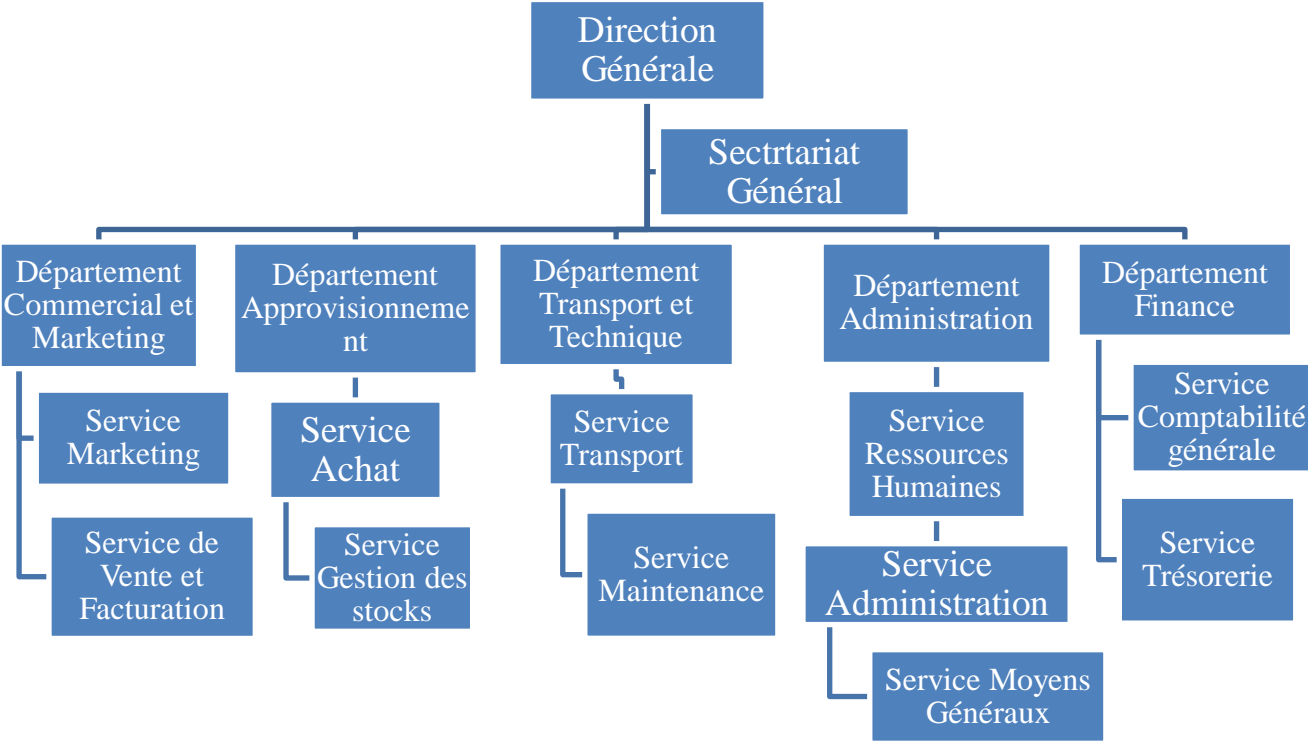 Direction
Générale
Sectrtariat
Général
Département
Commercial et
Marketing
Département
Approvisionneme
nt
Département
Transport et
Technique
Département
Administration
Département
Finance
Service
Marketing
Service
Achat
Service
Transport
Service
Ressources
Humaines
Service
Comptabilité
générale
Service de
Vente et
Facturation
Service
Gestion des
stocks
Service
Maintenance
Service
Administration
Service
Trésorerie
Service Moyens
Généraux